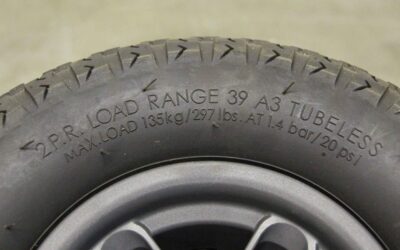 2.P.R. LOAD RANGE 39 A3 TUBELESS
MAX.LOAD 135kg/297 lbs. AT 1.4 bar/20 psi